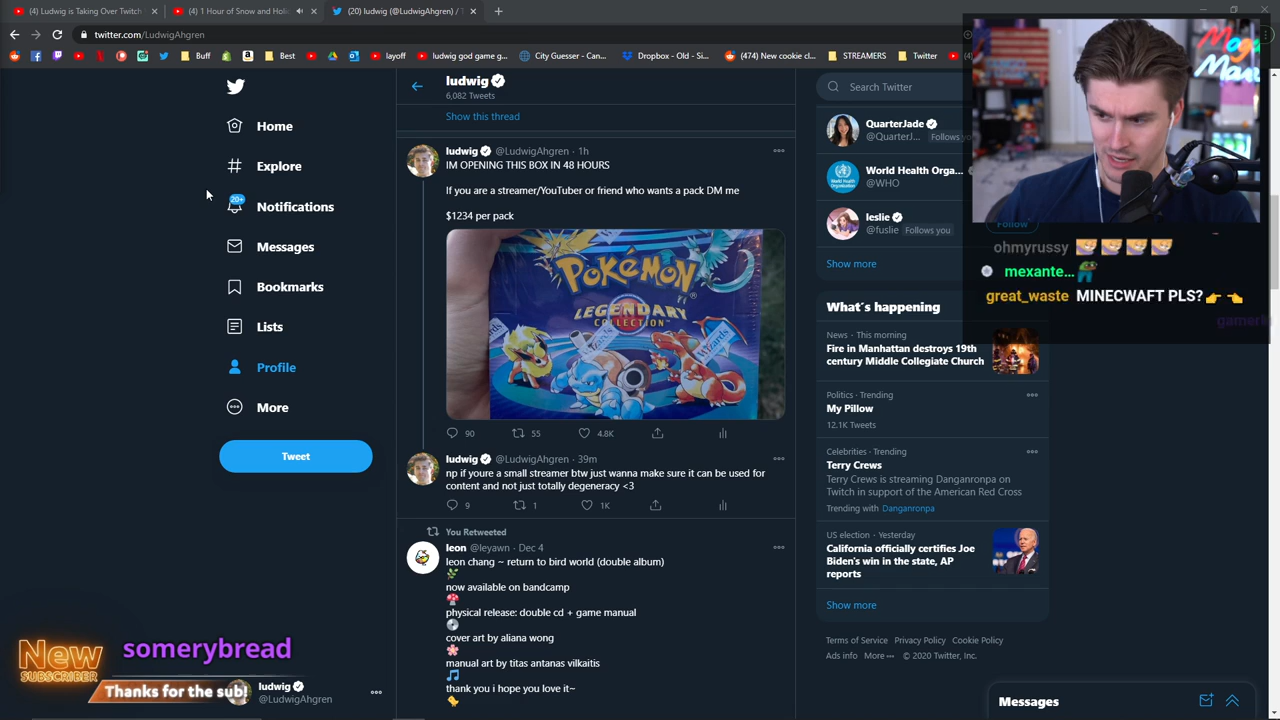 (4) Ludwig is Taking Over Twitch
(4) 1 Hour of Snow and Holi
(20) ludwig (@LudwigAhgren) / T
twitter.com/LudwigAhgren
Buff
Best
layoff
ludwig god game g...
City Guesser - Can...
Dropbox - Old - Si...
(474) New cookie cl...
STREAMERS
Twitter
Home
Explore
20+
Notifications
Messages
Bookmarks
Lists
Profile
More
Tweet
ludwig
6,082 Tweets
Show this thread
ludwig @LudwigAhgren · 1h
IM OPENING THIS BOX IN 48 HOURS
If you are a streamer/YouTuber or friend who wants a pack DM me
$1234 per pack
POKéMON
LEGENDARY
COLLECTION
90 55 4.8K
ludwig @LudwigAhgren · 39m
np if youre a small streamer btw just wanna make sure it can be used for
content and not just totally degeneracy <3
9 1 1K
You Retweeted
leon @leyawn · Dec 4
leon chang ~ return to bird world (double album)
now available on bandcamp
physical release: double cd + game manual
cover art by aliana wong
manual art by titas antanas vilkaitis
thank you i hope you love it~
Search Twitter
QuarterJade
@QuarterJ... Follows yo
World Health Orga...
@WHO
leslie
@fuslie Follows you
Follow
Show more
What's happening
News · This morning
Fire in Manhattan destroys 19th
century Middle Collegiate Church
Politics · Trending
My Pillow
12.1K Tweets
Celebrities · Trending
Terry Crews
Terry Crews is streaming Danganronpa on
Twitch in support of the American Red Cross
Trending with Danganronpa
US election · Yesterday
California officially certifies Joe
Biden's win in the state, AP
reports
Show more
Terms of Service Privacy Policy Cookie Policy
Ads info More © 2020 Twitter, Inc.
Messages
ohmyrussy
mexante...
great_waste MINECWAFT PLS?
New
SUBSCRIBER
somerybread
Thanks for the sub!
ludwig
@LudwigAhgren